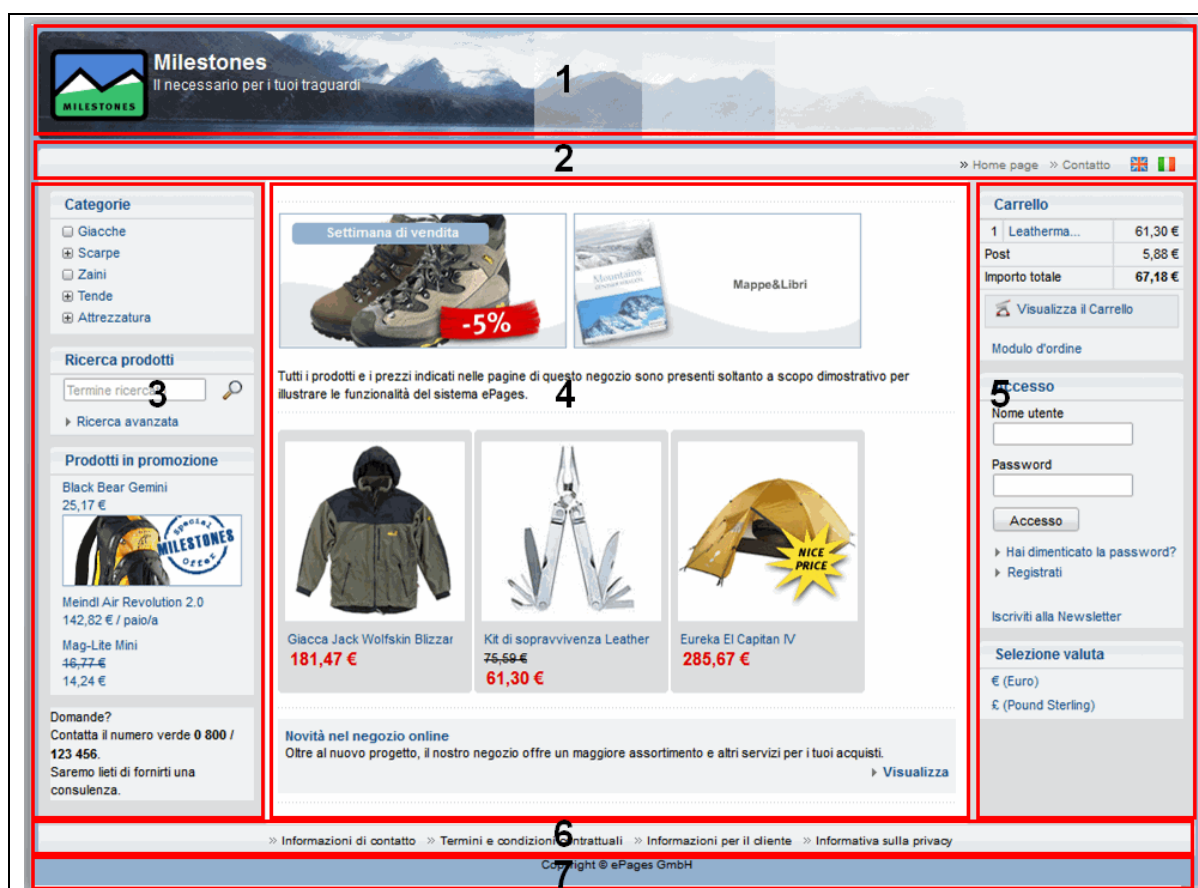 Milestones
Il necessario per i tuoi traguardi
MILESTONES
1
2
» Home page » Contatto
Categorie
Giacche
Scarpe
Zaini
Tende
Attrezzatura
Ricerca prodotti
Termine ricerca
3
Ricerca avanzata
Prodotti in promozione
Black Bear Gemini
25,17 €
Special
MILESTONES
Offer
Meindl Air Revolution 2.0
142,82 € / paio/a
Mag-Lite Mini
16,77 €
14,24 €
Domande?
Contatta il numero verde 0 800 /
123 456.
Saremo lieti di fornirti una
consulenza.
Settimana di vendita
-5%
Mountains
Mappe&Libri
Tutti i prodotti e i prezzi indicati nelle pagine di questo negozio sono presenti soltanto a scopo dimostrativo per
illustrare le funzionalità del sistema ePages.
4
NICE
PRICE
Giacca Jack Wolfskin Blizzar
181,47 €
Kit di sopravvivenza Leather
75,59 €
61,30 €
Eureka El Capitan IV
285,67 €
Novità nel negozio online
Oltre al nuovo progetto, il nostro negozio offre un maggiore assortimento e altri servizi per i tuoi acquisti.
Visualizza
Carrello
1 Leatherma... 61,30 €
Post 5,88 €
Importo totale 67,18 €
Visualizza il Carrello
Modulo d'ordine
Accesso
5
Nome utente
Password
Accesso
Hai dimenticato la password?
Registrati
Iscriviti alla Newsletter
Selezione valuta
€ (Euro)
£ (Pound Sterling)
6
» Informazioni di contatto » Termini e condizioni contrattuali » Informazioni per il cliente » Informativa sulla privacy
Copyright © ePages GmbH
7